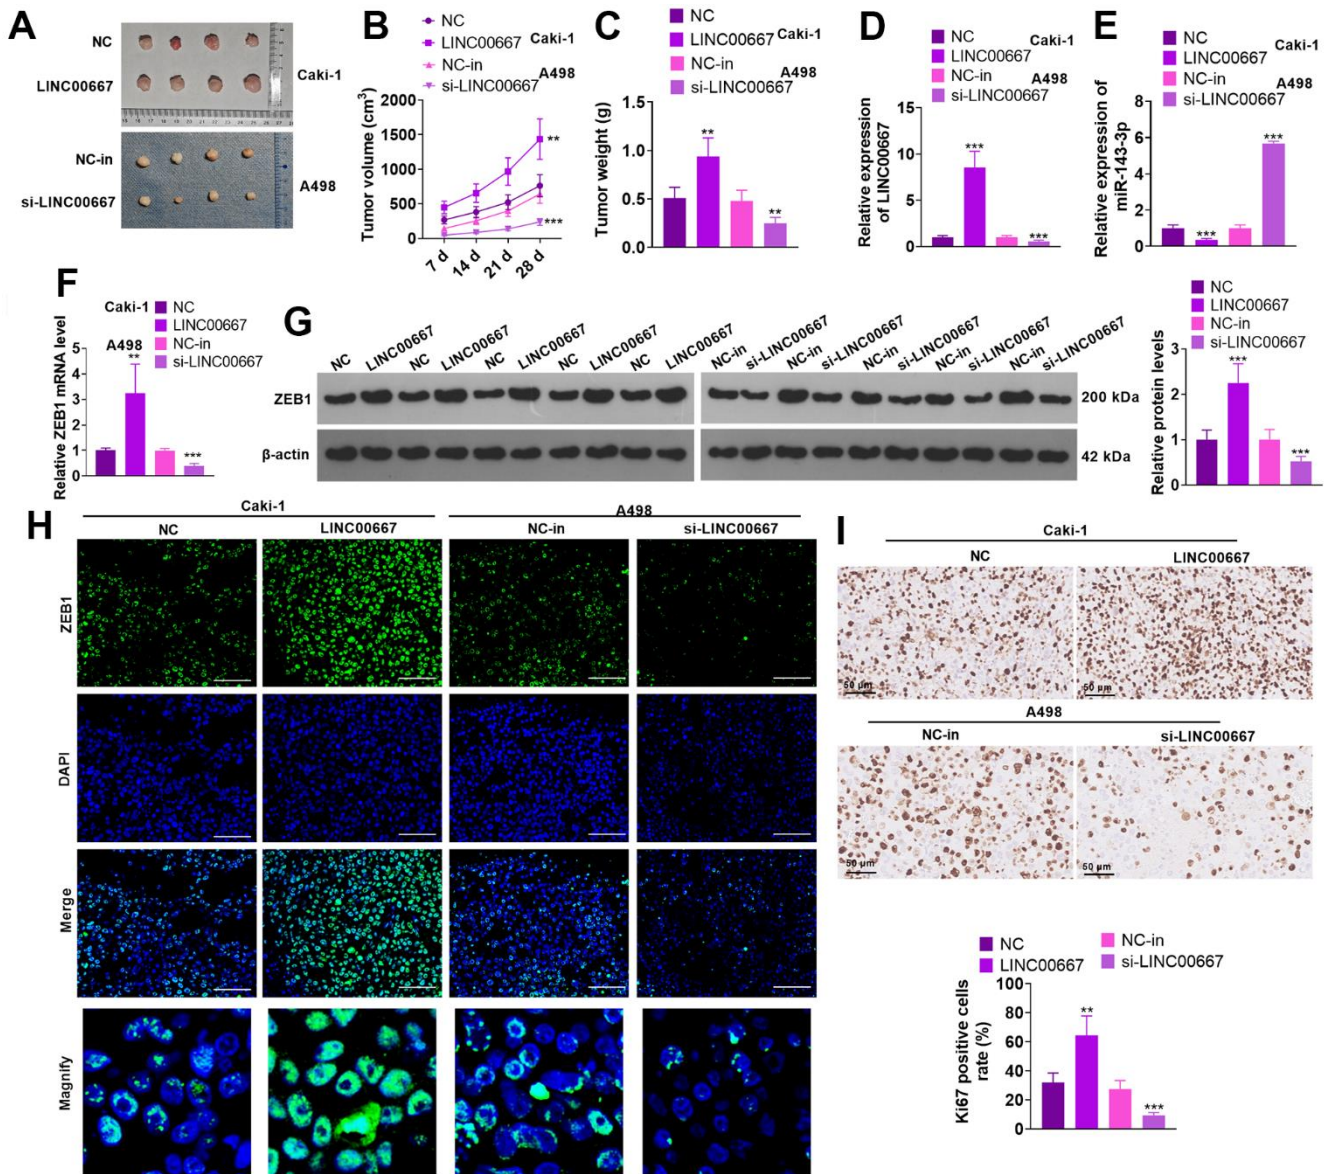 A
NC
LINC00667
Caki-1
NC-in
si-LINC00667
A498
B
NC
LINC00667
Caki-1
NC-in
A498
si-LINC00667
Tumor volume (cm³)
2000
1500
1000
500
0
**
***
7 d
14 d
21 d
28 d
C
NC
LINC00667
Caki-1
NC-in
A498
si-LINC00667
Tumor weight (g)
1.5
1.0
0.5
0.0
**
**
D
NC
LINC00667
Caki-1
NC-in
A498
si-LINC00667
Relative expression
of LINC00667
15
10
5
0
***
***
E
NC
LINC00667
Caki-1
NC-in
A498
si-LINC00667
Relative expression of
miR-143-3p
8
6
4
2
0
***
***
F
Caki-1
NC
LINC00667
A498
NC-in
si-LINC00667
Relative ZEB1 mRNA level
5
4
3
2
1
0
**
***
G
NC LINC00667 NC LINC00667 NC LINC00667 NC LINC00667 NC LINC00667
NC-in si-LINC00667 NC-in si-LINC00667 NC-in si-LINC00667 NC-in si-LINC00667 NC-in si-LINC00667
ZEB1
200 kDa
β-actin
42 kDa
NC
LINC00667
NC-in
si-LINC00667
Relative protein levels
3
2
1
0
***
***
H
Caki-1
A498
NC
LINC00667
NC-in
si-LINC00667
ZEB1
DAPI
Merge
Magnify
I
Caki-1
NC
LINC00667
50 µm
50 µm
A498
NC-in
si-LINC00667
50 µm
50 µm
NC
NC-in
LINC00667
si-LINC00667
Ki67 positive cells
rate (%)
100
80
60
40
20
0
**
***